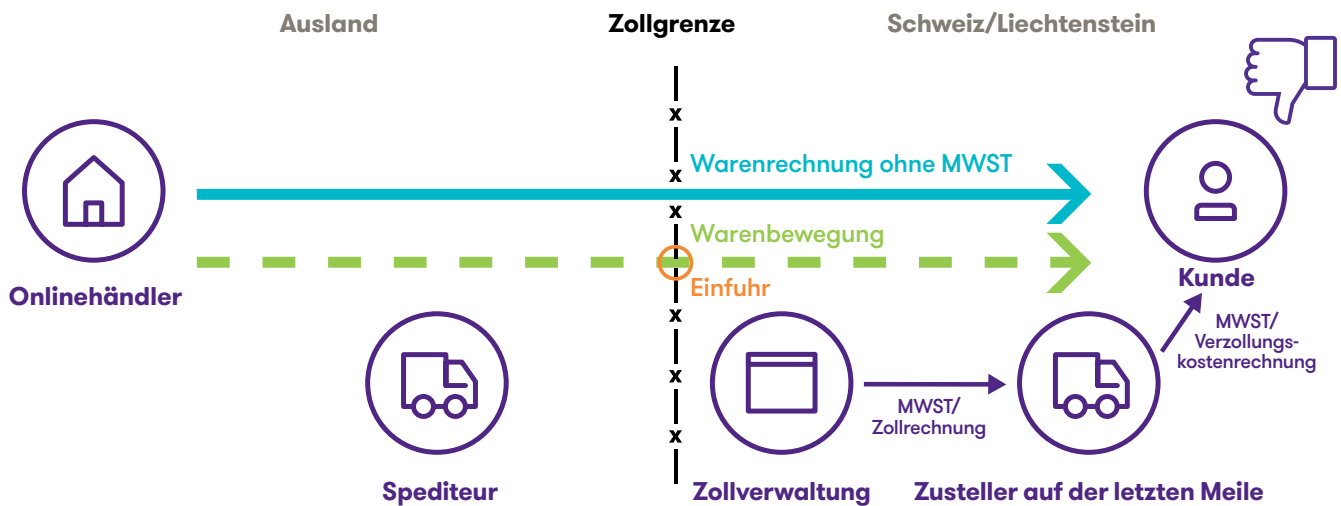 Ausland
Zollgrenze
Schweiz/Liechtenstein
x
Warenrechnung ohne MWST
x
x
Warenbewegung
Onlinehändler
Einfuhr
Kunde
x
MWST/
Verzollungs-
kostenrechnung
x
MWST/
Zollrechnung
x
Spediteur
Zollverwaltung
Zusteller auf der letzten Meile